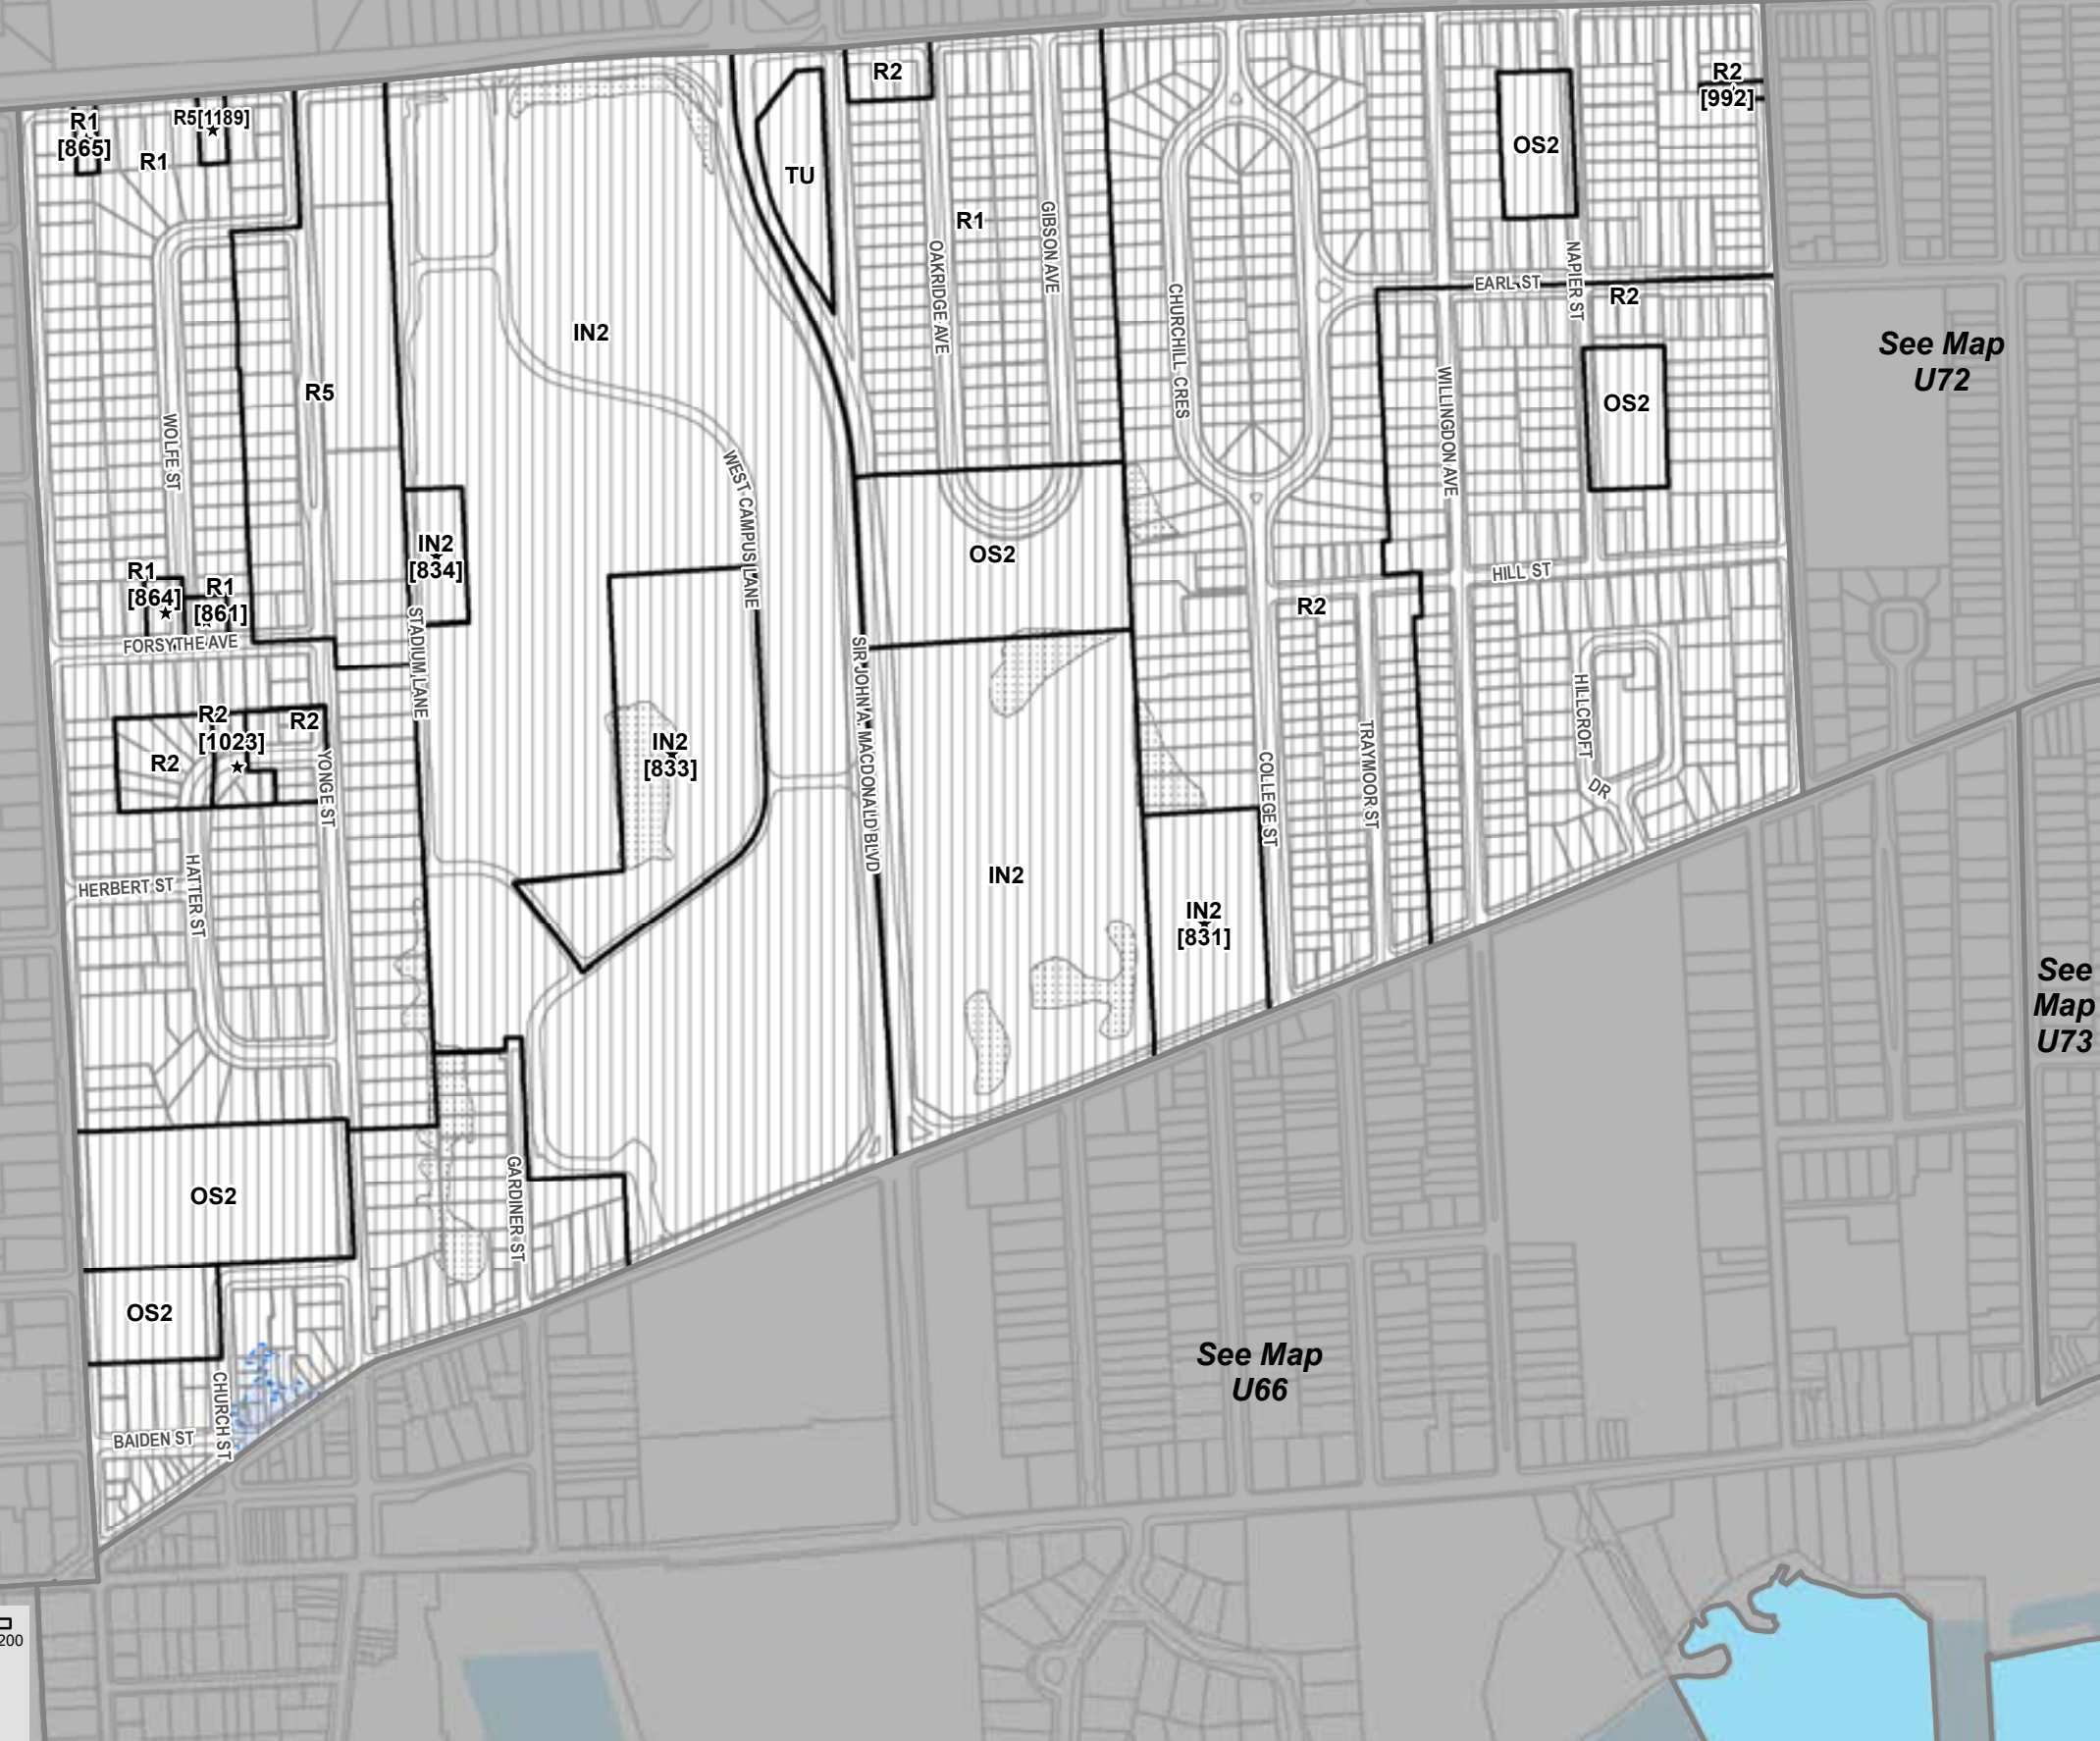 R2
R2
[992]
R1
[865]
R5[1189]
R1
TU
OS2
R1
GIBSON AVE
OAKRIDGE AVE
NAPIER ST
EARL ST
R2
IN2
CHURCHILL CRES
See Map
U72
R5
WILLINGDON AVE
OS2
WOLFE ST
WEST CAMPUS LANE
IN2
[834]
OS2
HILL ST
R1
[864]
R1
[861]
R2
FORSYTHE AVE
STADIUM LANE
SIR JOHN A. MACDONALD BLVD
HILLCROFT
DR
R2
[1023]
R2
R2
YONGE ST
IN2
[833]
COLLEGE ST
TRAYMOOR ST
HERBERT ST
HATTER ST
IN2
IN2
[831]
See
Map
U73
OS2
GARDINER ST
OS2
See Map
U66
CHURCH ST
BAIDEN ST
200